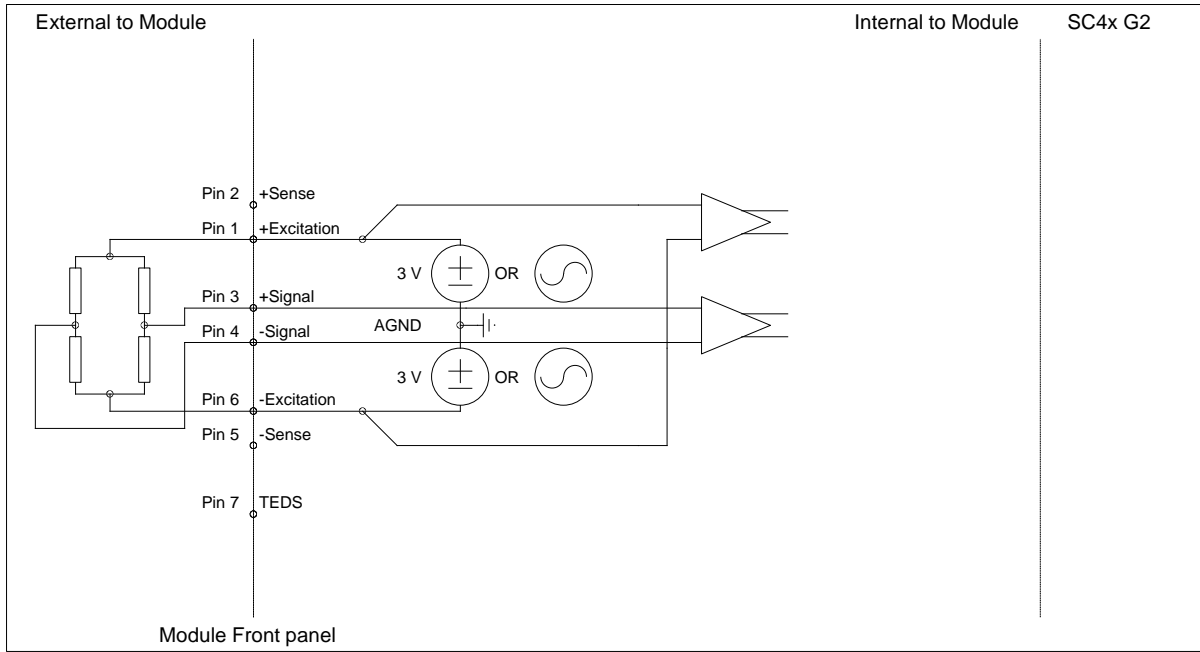 External to Module
Internal to Module
SC4x G2
Pin 2 +Sense
Pin 1 +Excitation
3 V OR
Pin 3 +Signal
AGND
Pin 4 -Signal
3 V OR
Pin 6 -Excitation
Pin 5 -Sense
Pin 7 TEDS
Module Front panel